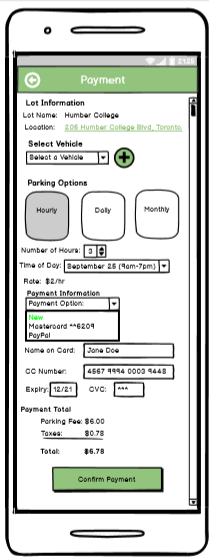 21:25
Payment
Lot Information
Lot Name: Humber College
Location: 205 Humber College Blvd, Toronto,
Select Vehicle
Select a Vehicle
Parking Options
Hourly Daily Monthly
Number of Hours: 3
Time of Day: September 25 (9am-7pm)
Rate: $2/hr
Payment Information
Payment Option:
New
Mastercard **6209
PayPal
Name on Card: Jane Doe
CC Number: 4567 9994 0003 9448
Expiry: 12/21 CVC: ***
Payment Total
Parking Fee: $6.00
Taxes: $0.78
Total: $6.78
Confirm Payment